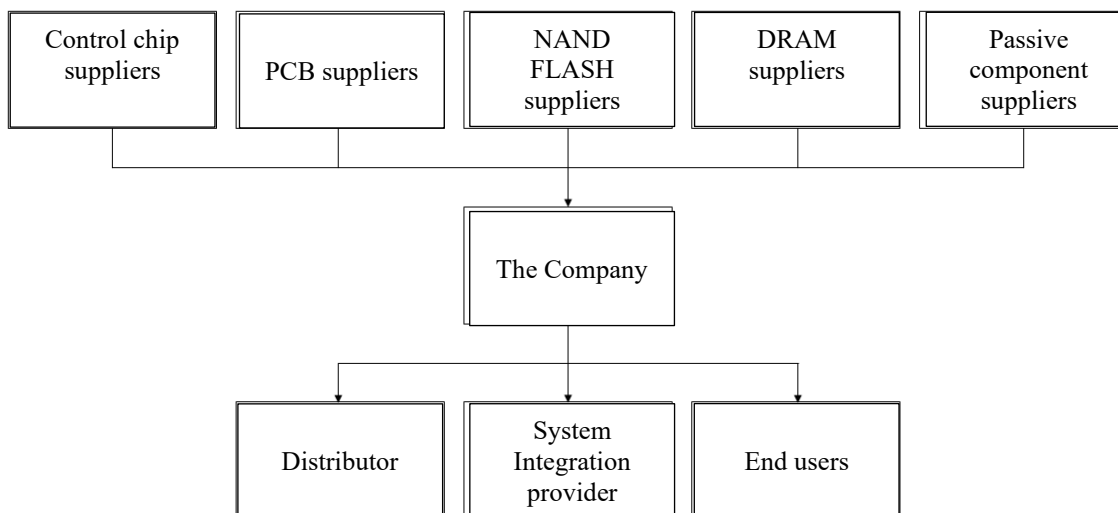 Control chip
suppliers
PCB suppliers
NAND
FLASH
suppliers
DRAM
suppliers
Passive
component
suppliers
The Company
Distributor
System
Integration
provider
End users